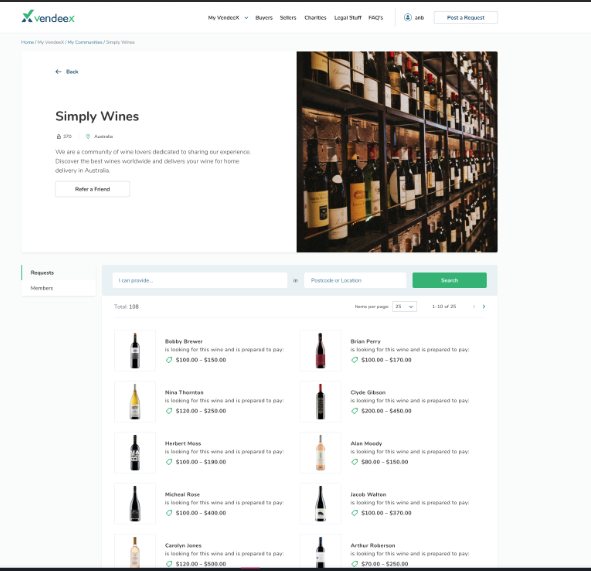 vendeex
My VendeeX
Buyers
Sellers
Charities
Legal Stuff
FAQ's
anb
Post a Request
Home / My VendeeX / My Communities / Simply Wines
Back
Simply Wines
Australia
We are a community of wine lovers dedicated to sharing our experience.
Discover the best wines worldwide and delivers your wine for home
delivery in Australia.
Refer a Friend
Requests
Members
I can provide...
in
Postcode or Location
Search
Total: 108
Items per page: 25
1-10 of 25
Bobby Brewer
is looking for this wine and is prepared to pay:
$100.00 - $150.00
Brian Perry
is looking for this wine and is prepared to pay:
$100.00 - $170.00
Nina Thornton
is looking for this wine and is prepared to pay:
$120.00 - $250.00
Clyde Gibson
is looking for this wine and is prepared to pay:
$200.00 - $450.00
Herbert Moss
is looking for this wine and is prepared to pay:
$100.00 - $180.00
Alan Moody
is looking for this wine and is prepared to pay:
$80.00 - $150.00
Micheal Rose
is looking for this wine and is prepared to pay:
$100.00 - $400.00
Jacob Walton
is looking for this wine and is prepared to pay:
$100.00 - $370.00
Carolyn Jones
is looking for this wine and is prepared to pay:
$120.00 - $500.00
Arthur Roberson
is looking for this wine and is prepared to pay:
$70.00 - $250.00